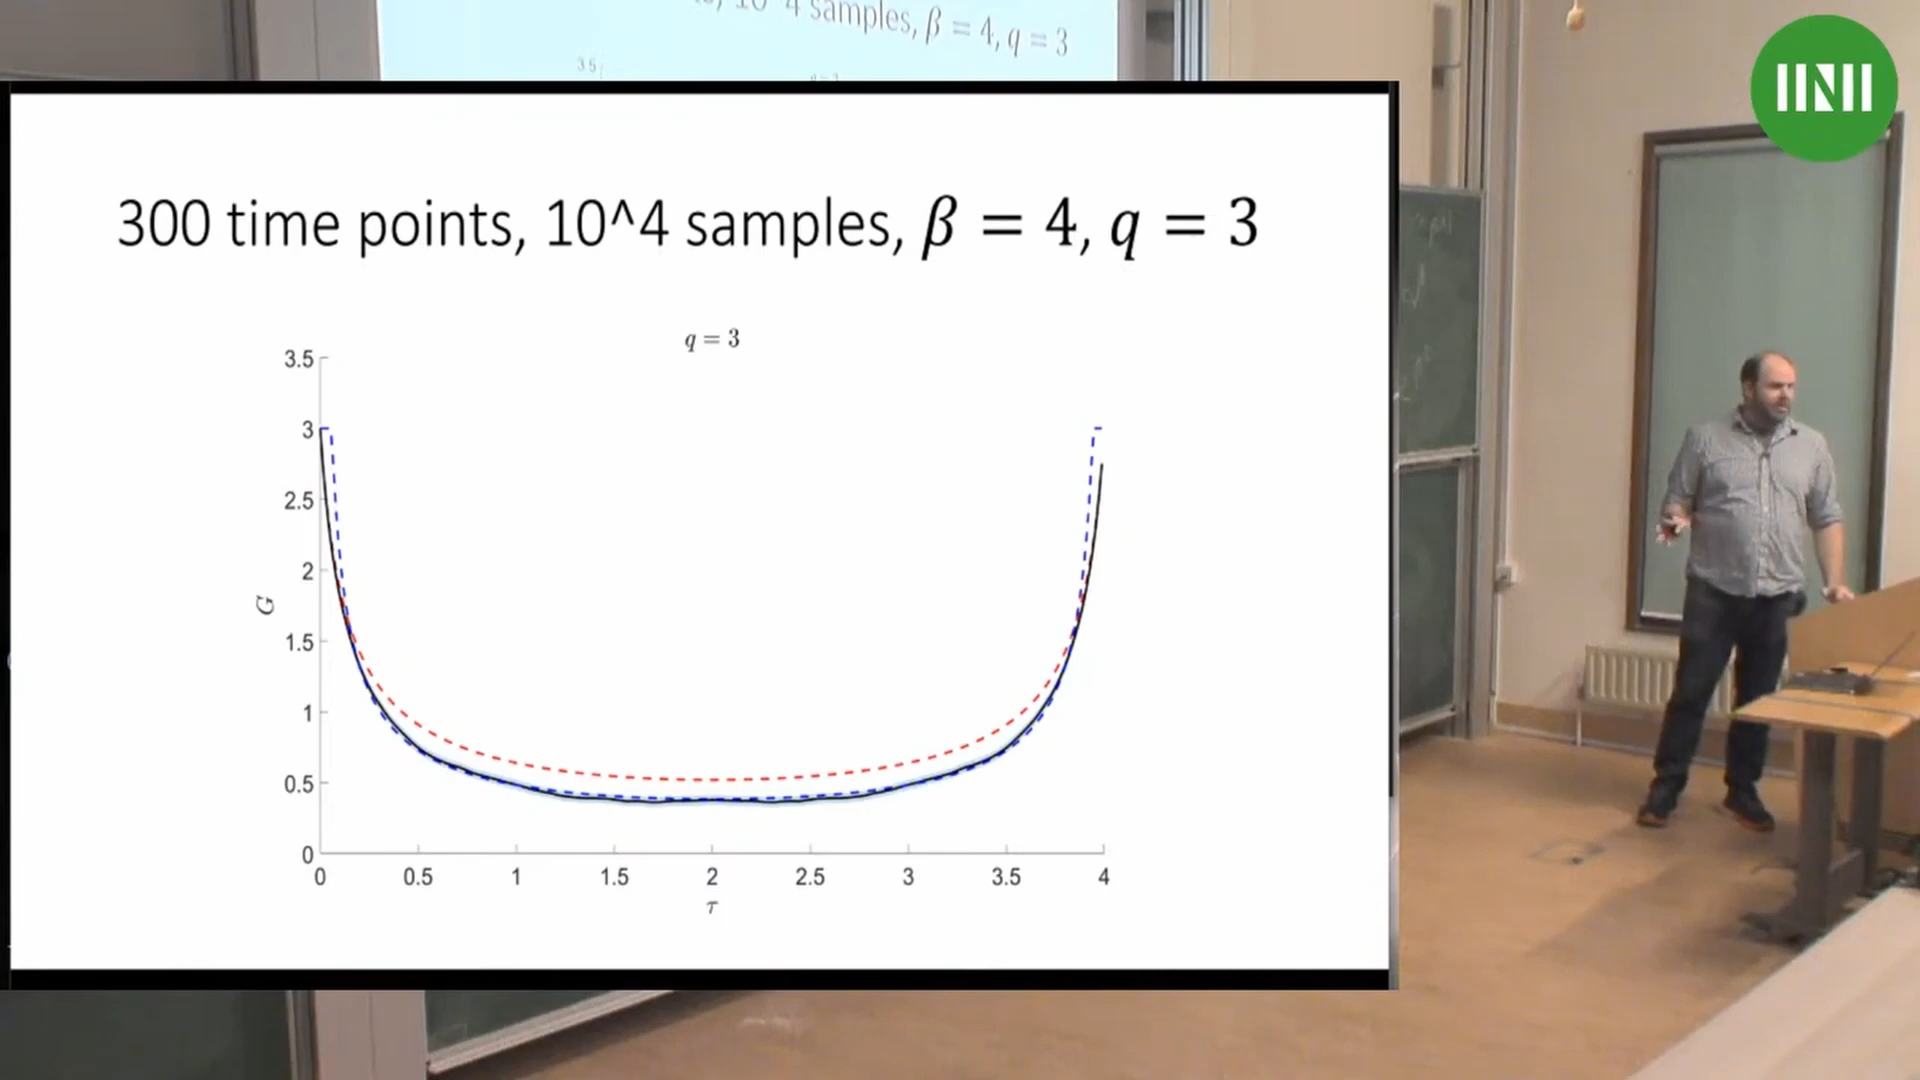 4 samples, β = 4, q = 3
3.5
300 time points, 10^4 samples, β = 4, q = 3
q = 3
3.5
3
2.5
2
1.5
1
0.5
0
G
0 0.5 1 1.5 2 2.5 3 3.5 4
τ